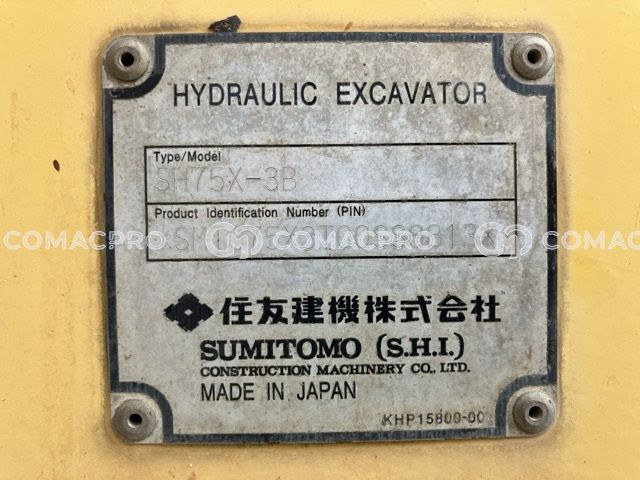 HYDRAULIC EXCAVATOR
Type/Model
SH75X-3B
Product Identification Number (PIN)
COMACPRO COMACPRO COMACPRO
住友建機株式会社
SUMITOMO (S.H.I.)
CONSTRUCTION MACHINERY CO., LTD.
MADE IN JAPAN
KHP15800-00